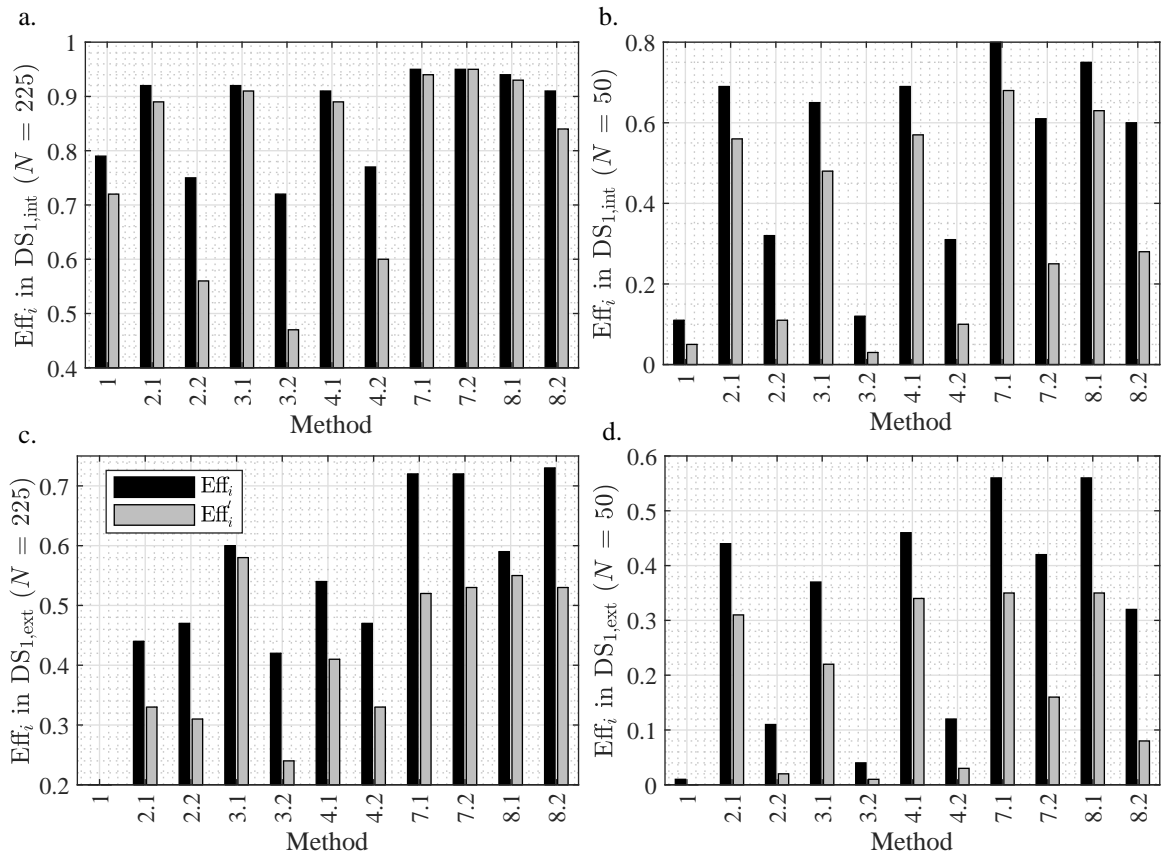 a.
Eff_i in DS_1,int (N = 225)
1
0.9
0.8
0.7
0.6
0.5
0.4
1 2.1 2.2 3.1 3.2 4.1 4.2 7.1 7.2 8.1 8.2
Method
b.
Eff_i in DS_1,int (N = 50)
0.8
0.6
0.4
0.2
0
1 2.1 2.2 3.1 3.2 4.1 4.2 7.1 7.2 8.1 8.2
Method
c.
Eff_i in DS_1,ext (N = 225)
0.7
0.6
0.5
0.4
0.3
0.2
Eff_i
Eff'_i
1 2.1 2.2 3.1 3.2 4.1 4.2 7.1 7.2 8.1 8.2
Method
d.
Eff_i in DS_1,ext (N = 50)
0.6
0.5
0.4
0.3
0.2
0.1
0
1 2.1 2.2 3.1 3.2 4.1 4.2 7.1 7.2 8.1 8.2
Method